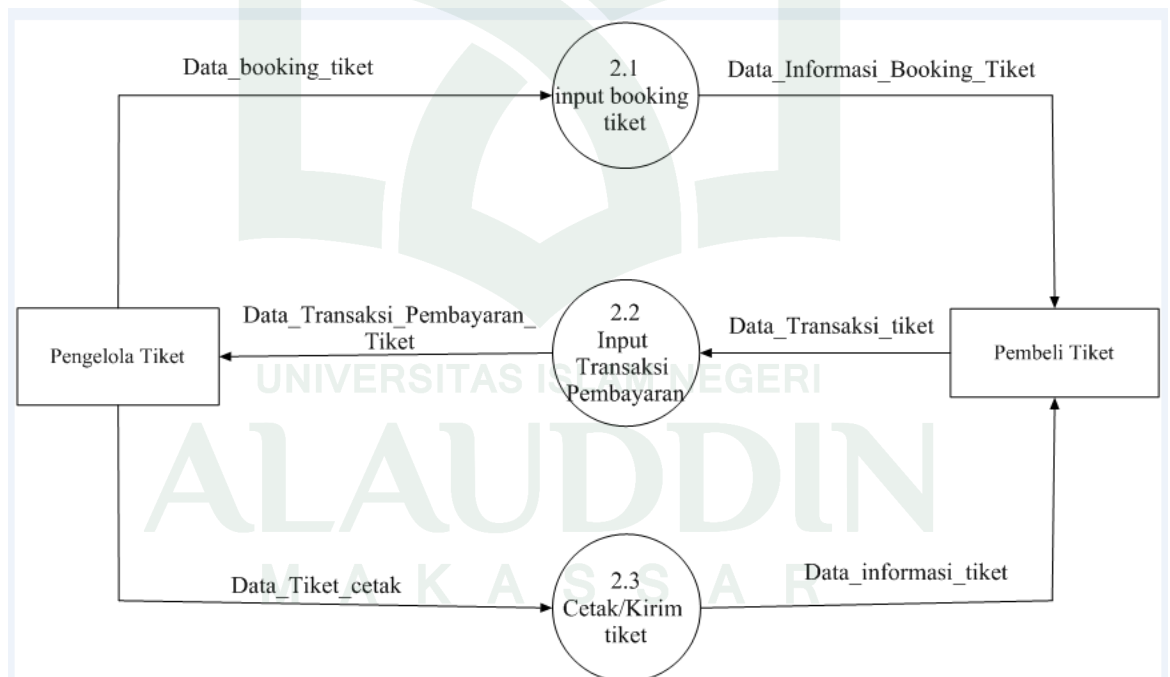 Data_booking_tiket
2.1
input booking
tiket
Data_Informasi_Booking_Tiket
Pengelola Tiket
Data_Transaksi_Pembayaran_
Tiket
2.2
Input
Transaksi
Pembayaran
Data_Transaksi_tiket
Pembeli Tiket
UNIVERSITAS ISLAM NEGERI
ALAUDDIN
MAKASSAR
Data_Tiket_cetak
2.3
Cetak/Kirim
tiket
Data_informasi_tiket